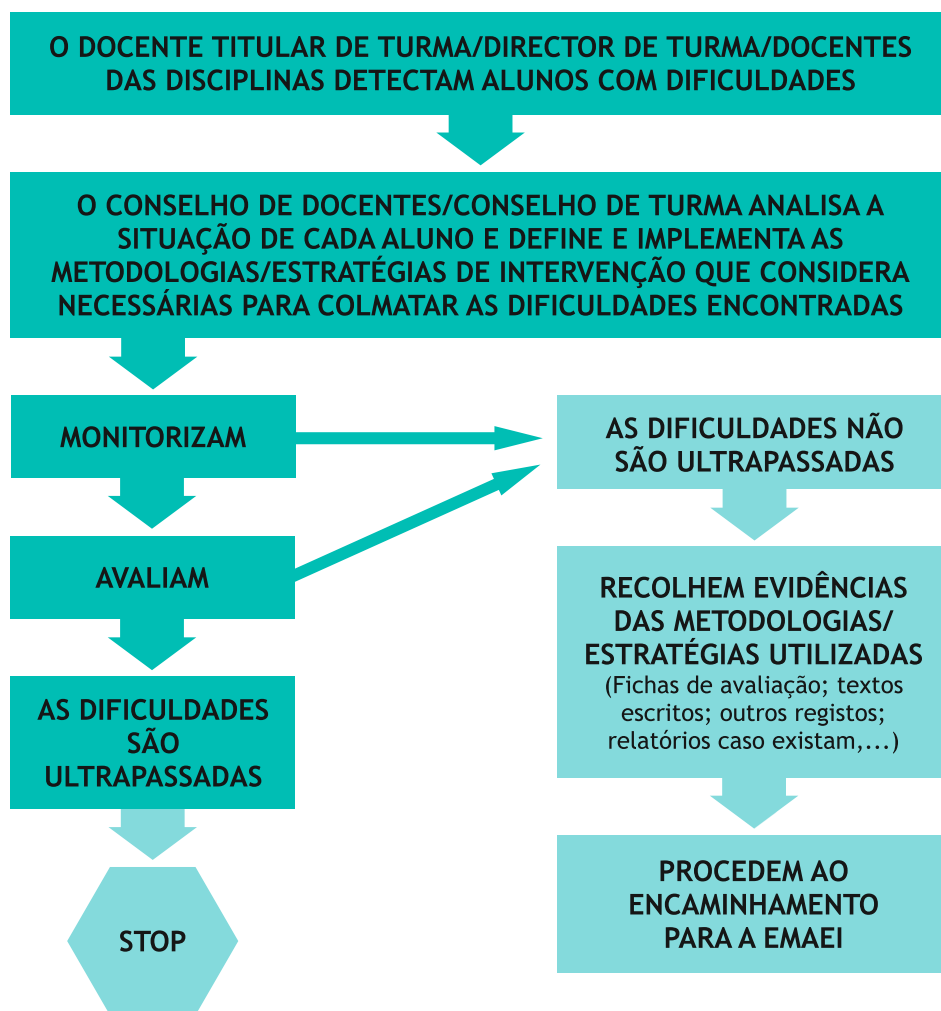 O DOCENTE TITULAR DE TURMA/DIRECTOR DE TURMA/DOCENTES
DAS DISCIPLINAS DETECTAM ALUNOS COM DIFICULDADES
O CONSELHO DE DOCENTES/CONSELHO DE TURMA ANALISA A
SITUAÇÃO DE CADA ALUNO E DEFINE E IMPLEMENTA AS
METODOLOGIAS/ESTRATÉGIAS DE INTERVENÇÃO QUE CONSIDERA
NECESSÁRIAS PARA COLMATAR AS DIFICULDADES ENCONTRADAS
MONITORIZAM
AVALIAM
AS DIFICULDADES
SÃO
ULTRAPASSADAS
STOP
AS DIFICULDADES NÃO
SÃO ULTRAPASSADAS
RECOLHEM EVIDÊNCIAS
DAS METODOLOGIAS/
ESTRATÉGIAS UTILIZADAS
(Fichas de avaliação; textos
escritos; outros registos;
relatórios caso existam,...)
PROCEDEM AO
ENCAMINHAMENTO
PARA A EMAEI